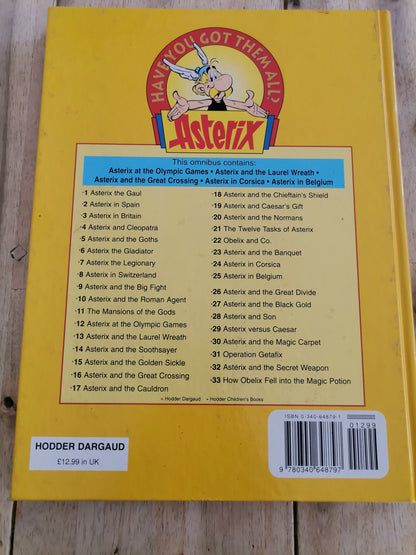 HAVE YOU GOT THEM ALL?
Asterix
This omnibus contains:
Asterix at the Olympic Games • Asterix and the Laurel Wreath •
Asterix and the Great Crossing • Asterix in Corsica • Asterix in Belgium
·1 Asterix the Gaul
·2 Asterix in Spain
·3 Asterix in Britain
·4 Asterix and Cleopatra
·5 Asterix and the Goths
·6 Asterix the Gladiator
·7 Asterix the Legionary
·8 Asterix in Switzerland
·9 Asterix and the Big Fight
·10 Asterix and the Roman Agent
·11 The Mansions of the Gods
·12 Asterix at the Olympic Games
·13 Asterix and the Laurel Wreath
·14 Asterix and the Soothsayer
·15 Asterix and the Golden Sickle
·16 Asterix and the Great Crossing
·17 Asterix and the Cauldron
·18 Asterix and the Chieftain's Shield
·19 Asterix and Caesar's Gift
·20 Asterix and the Normans
·21 The Twelve Tasks of Asterix
·22 Obelix and Co.
·23 Asterix and the Banquet
·24 Asterix in Corsica
·25 Asterix in Belgium
·26 Asterix and the Great Divide
·27 Asterix and the Black Gold
·28 Asterix and Son
·29 Asterix versus Caesar
·30 Asterix and the Magic Carpet
·31 Operation Getafix
·32 Asterix and the Secret Weapon
·33 How Obelix Fell into the Magic Potion
• Hodder Dargaud • Hodder Children's Books
HODDER DARGAUD
£12.99 in UK
ISBN 0-340-64879-1
01299
9 780340 648797